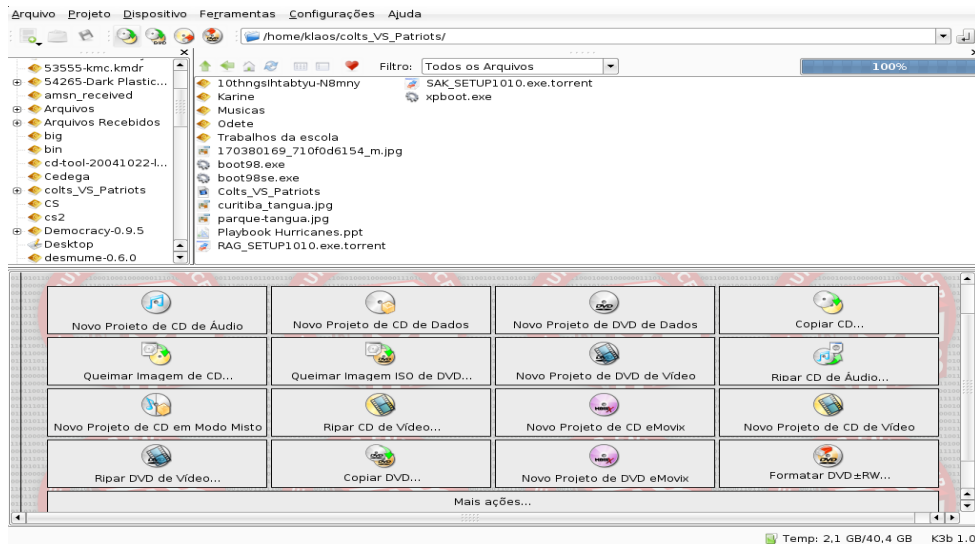 Arquivo Projeto Dispositivo Ferramentas Configurações Ajuda
/home/klaos/colts_VS_Patriots/
Filtro: Todos os Arquivos 100%
53555-kmc.kmdr
54265-Dark Plastic...
amsn_received
Arquivos
Arquivos Recebidos
big
bin
cd-tool-20041022-l...
Cedega
colts_VS_Patriots
CS
cs2
Democracy-0.9.5
Desktop
desmume-0.6.0
10thngslhtabtyu-N8mny
Karine
Musicas
Odete
Trabalhos da escola
170380169_710f0d6154_m.jpg
boot98.exe
boot98se.exe
Colts_VS_Patriots
curitiba_tangua.jpg
parque-tangua.jpg
Playbook Hurricanes.ppt
RAG_SETUP1010.exe.torrent
SAK_SETUP1010.exe.torrent
xpboot.exe
Novo Projeto de CD de Áudio
Novo Projeto de CD de Dados
Novo Projeto de DVD de Dados
Copiar CD...
Queimar Imagem de CD...
Queimar Imagem ISO de DVD...
Novo Projeto de DVD de Vídeo
Ripar CD de Áudio...
Novo Projeto de CD em Modo Misto
Ripar CD de Vídeo...
Novo Projeto de CD eMovix
Novo Projeto de CD de Vídeo
Ripar DVD de Vídeo...
Copiar DVD...
Novo Projeto de DVD eMovix
Formatar DVD±RW...
Mais ações...
Temp: 2,1 GB/40,4 GB K3b 1.0